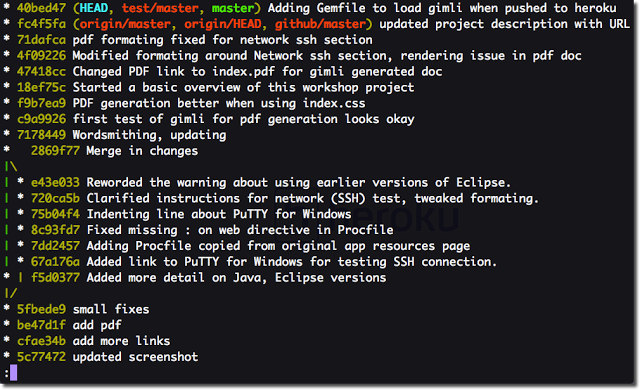 * 40bed47 (HEAD, test/master, master) Adding Gemfile to load gimli when pushed to heroku
* fc4f5fa (origin/master, origin/HEAD, github/master) updated project description with URL
* 71dafca pdf formating fixed for network ssh section
* 4f09226 Modified formating around Network ssh section, rendering issue in pdf doc
* 47418cc Changed PDF link to index.pdf for gimli generated doc
* 18ef75c Started a basic overview of this workshop project
* f9b7ea9 PDF generation better when using index.css
* c9a9926 first test of gimli for pdf generation looks okay
* 7178449 Wordsmithing, updating
*   2869f77 Merge in changes
|\
| * e43e033 Reworded the warning about using earlier versions of Eclipse.
| * 720ca5b Clarified instructions for network (SSH) test, tweaked formating.
| * 75b04f4 Indenting line about PuTTY for Windows
| * 8c93fd7 Fixed missing : on web directive in Procfile
| * 7dd2457 Adding Procfile copied from original app resources page
| * 67a176a Added link to PuTTY for Windows for testing SSH connection.
* | f5d0377 Added more detail on Java, Eclipse versions
|/
* 5fbede9 small fixes
* be47d1f add pdf
* cfae34b add more links
* 5c77472 updated screenshot
: